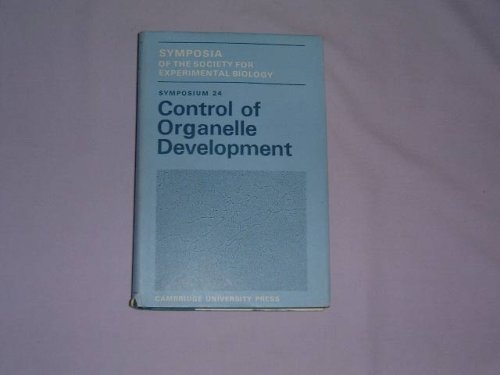 SYMPOSIA
OF THE SOCIETY FOR
EXPERIMENTAL BIOLOGY
SYMPOSIUM 24
Control of
Organelle
Development
CAMBRIDGE UNIVERSITY PRESS